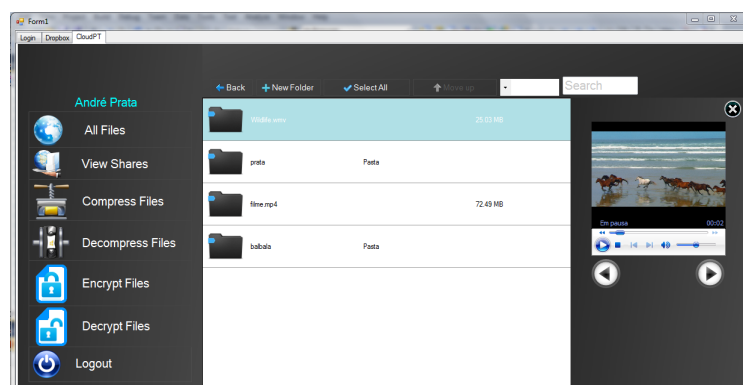 Form1
Login Dropbox CloudPT
Back New Folder Select All Move up Search
André Prata
All Files
View Shares
Compress Files
Decompress Files
Encrypt Files
Decrypt Files
Logout
Wildlife.wmv 25.03 MB
prata Pasta
filme.mp4 72.49 MB
balbala Pasta
Em pausa 00:02